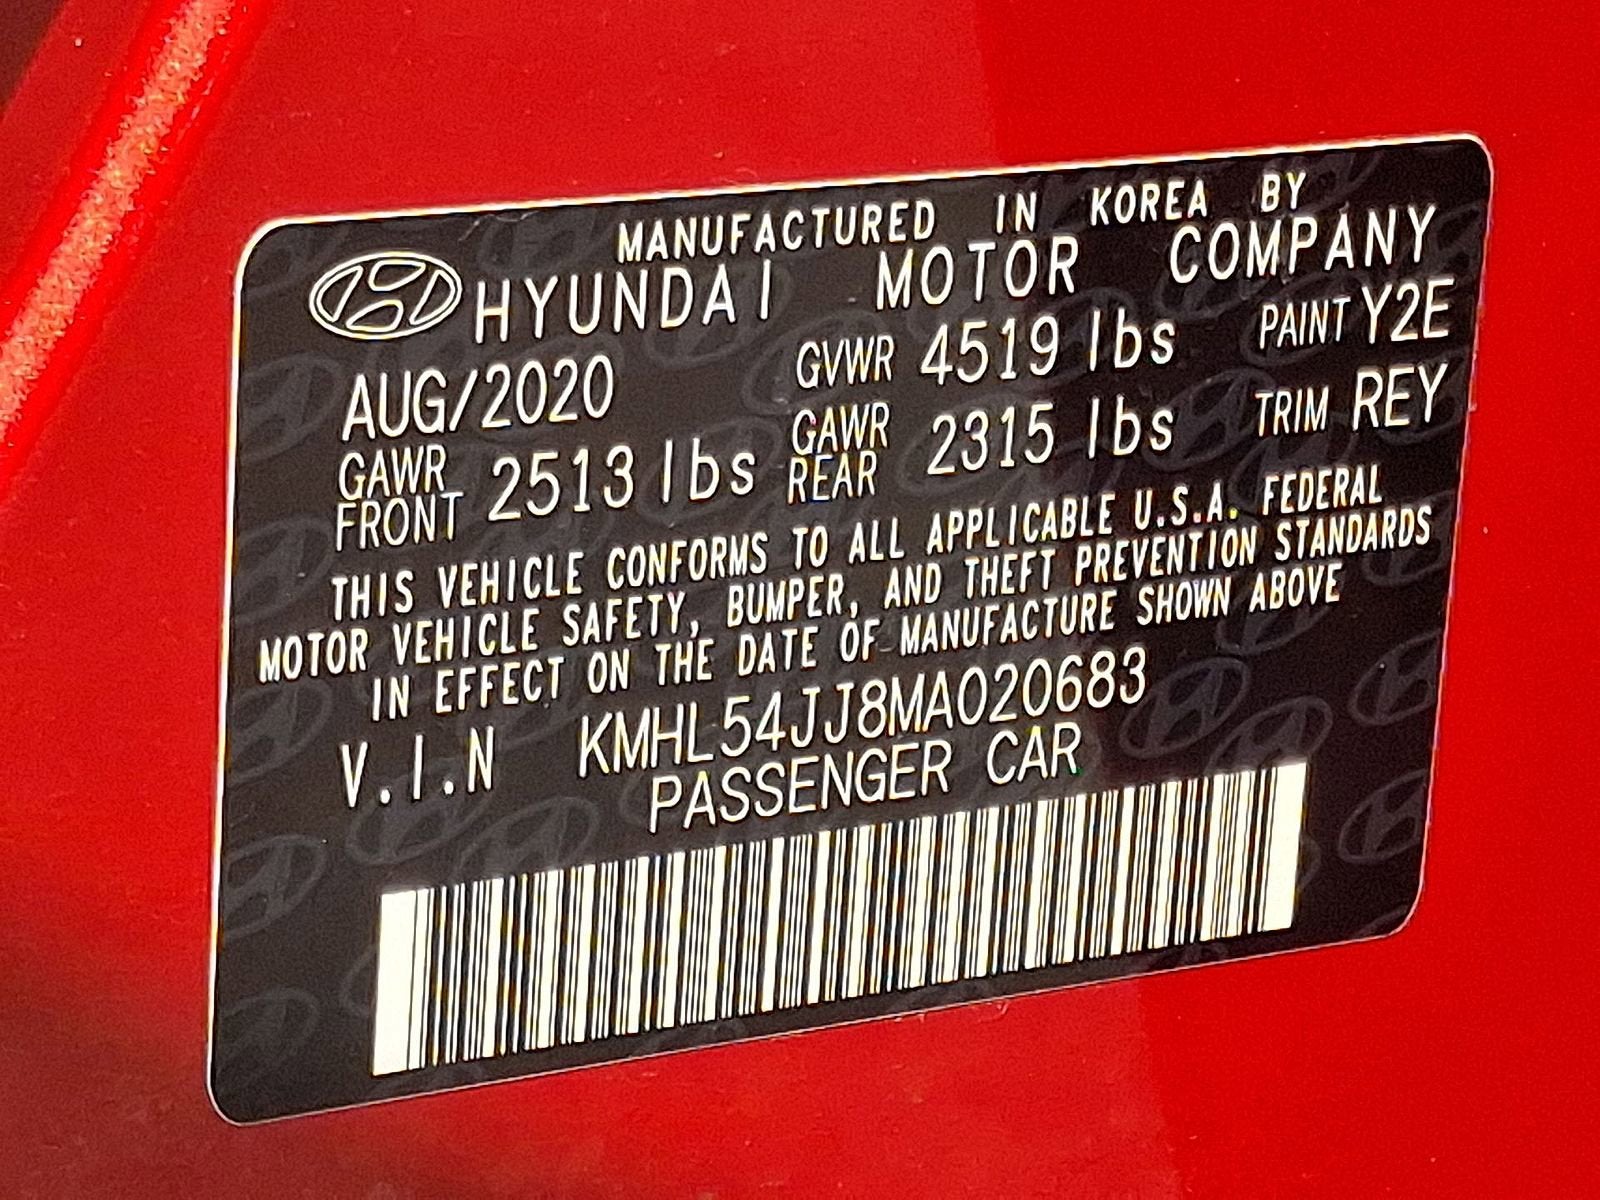 MANUFACTURED IN KOREA BY
HYUNDAI MOTOR COMPANY
AUG/2020 GVWR 4519 lbs PAINT Y2E
GAWR FRONT 2513 lbs GAWR REAR 2315 lbs TRIM REY
THIS VEHICLE CONFORMS TO ALL APPLICABLE U.S.A. FEDERAL
MOTOR VEHICLE SAFETY, BUMPER, AND THEFT PREVENTION STANDARDS
IN EFFECT ON THE DATE OF MANUFACTURE SHOWN ABOVE
V.I.N KMHL54JJ8MA020683
PASSENGER CAR